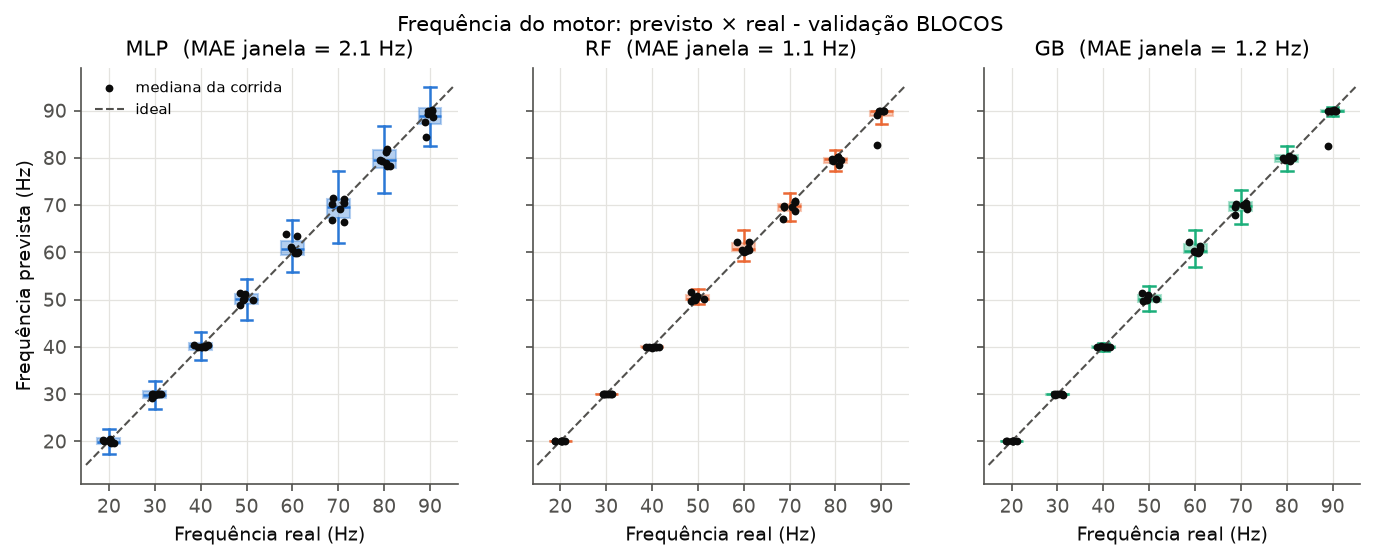 Frequência do motor: previsto × real - validação BLOCOS
MLP  (MAE janela = 2.1 Hz)
RF  (MAE janela = 1.1 Hz)
GB  (MAE janela = 1.2 Hz)
mediana da corrida
ideal
Frequência prevista (Hz)
90
80
70
60
50
40
30
20
20 30 40 50 60 70 80 90
20 30 40 50 60 70 80 90
20 30 40 50 60 70 80 90
Frequência real (Hz)
Frequência real (Hz)
Frequência real (Hz)